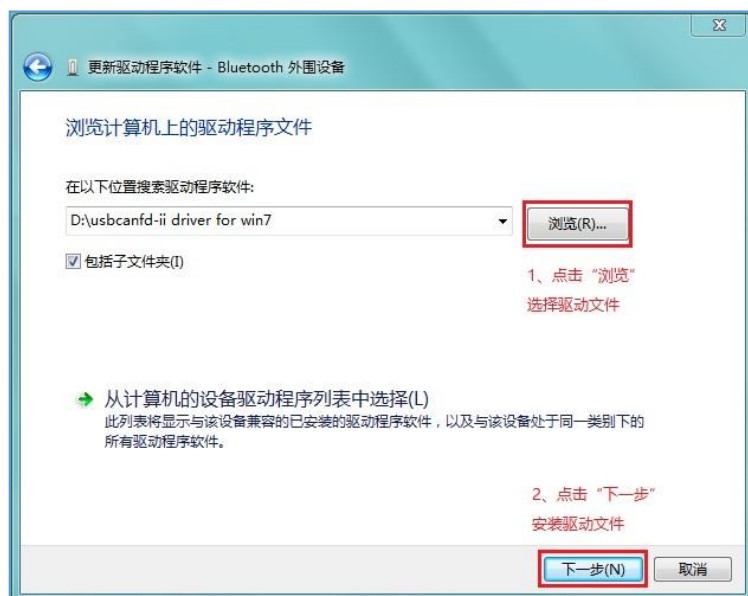 更新驱动程序软件 - Bluetooth 外围设备
浏览计算机上的驱动程序文件
在以下位置搜索驱动程序软件:
D:\usbcanfd-ii driver for win7
浏览(R)...
包括子文件夹(I)
1、点击“浏览”
选择驱动文件
从计算机的设备驱动程序列表中选择(L)
此列表将显示与该设备兼容的已安装的驱动程序软件，以及与该设备处于同一类别下的
所有驱动程序软件。
2、点击“下一步”
安装驱动文件
下一步(N)
取消